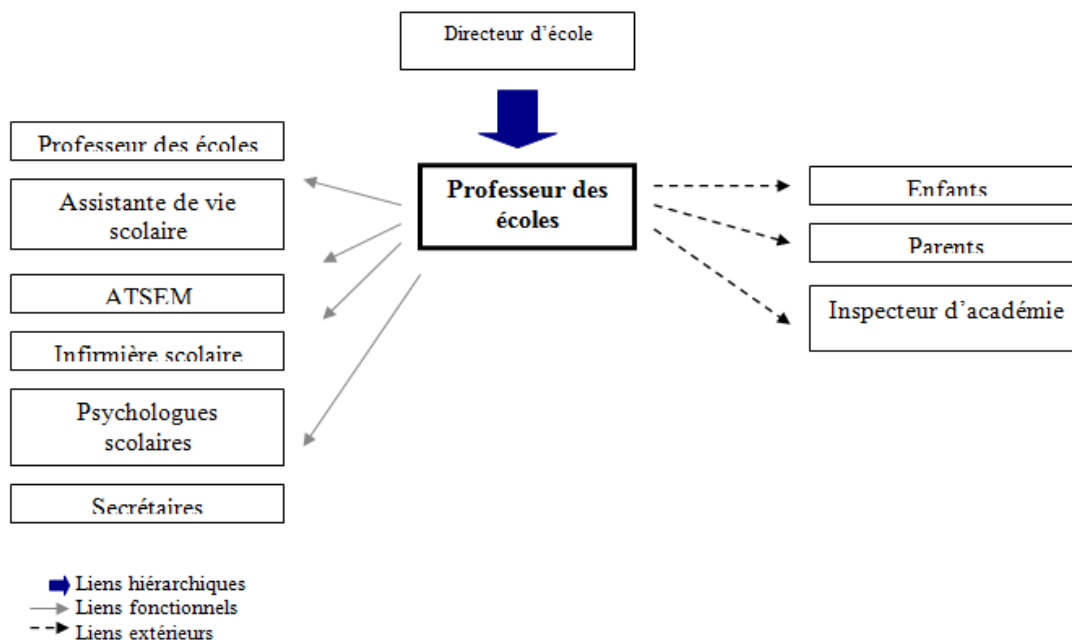 Directeur d'école
Professeur des écoles
Assistante de vie
scolaire
ATSEM
Infirmière scolaire
Psychologues
scolaires
Secrétaires
Professeur des
écoles
Enfants
Parents
Inspecteur d'académie
Liens hiérarchiques
Liens fonctionnels
Liens extérieurs